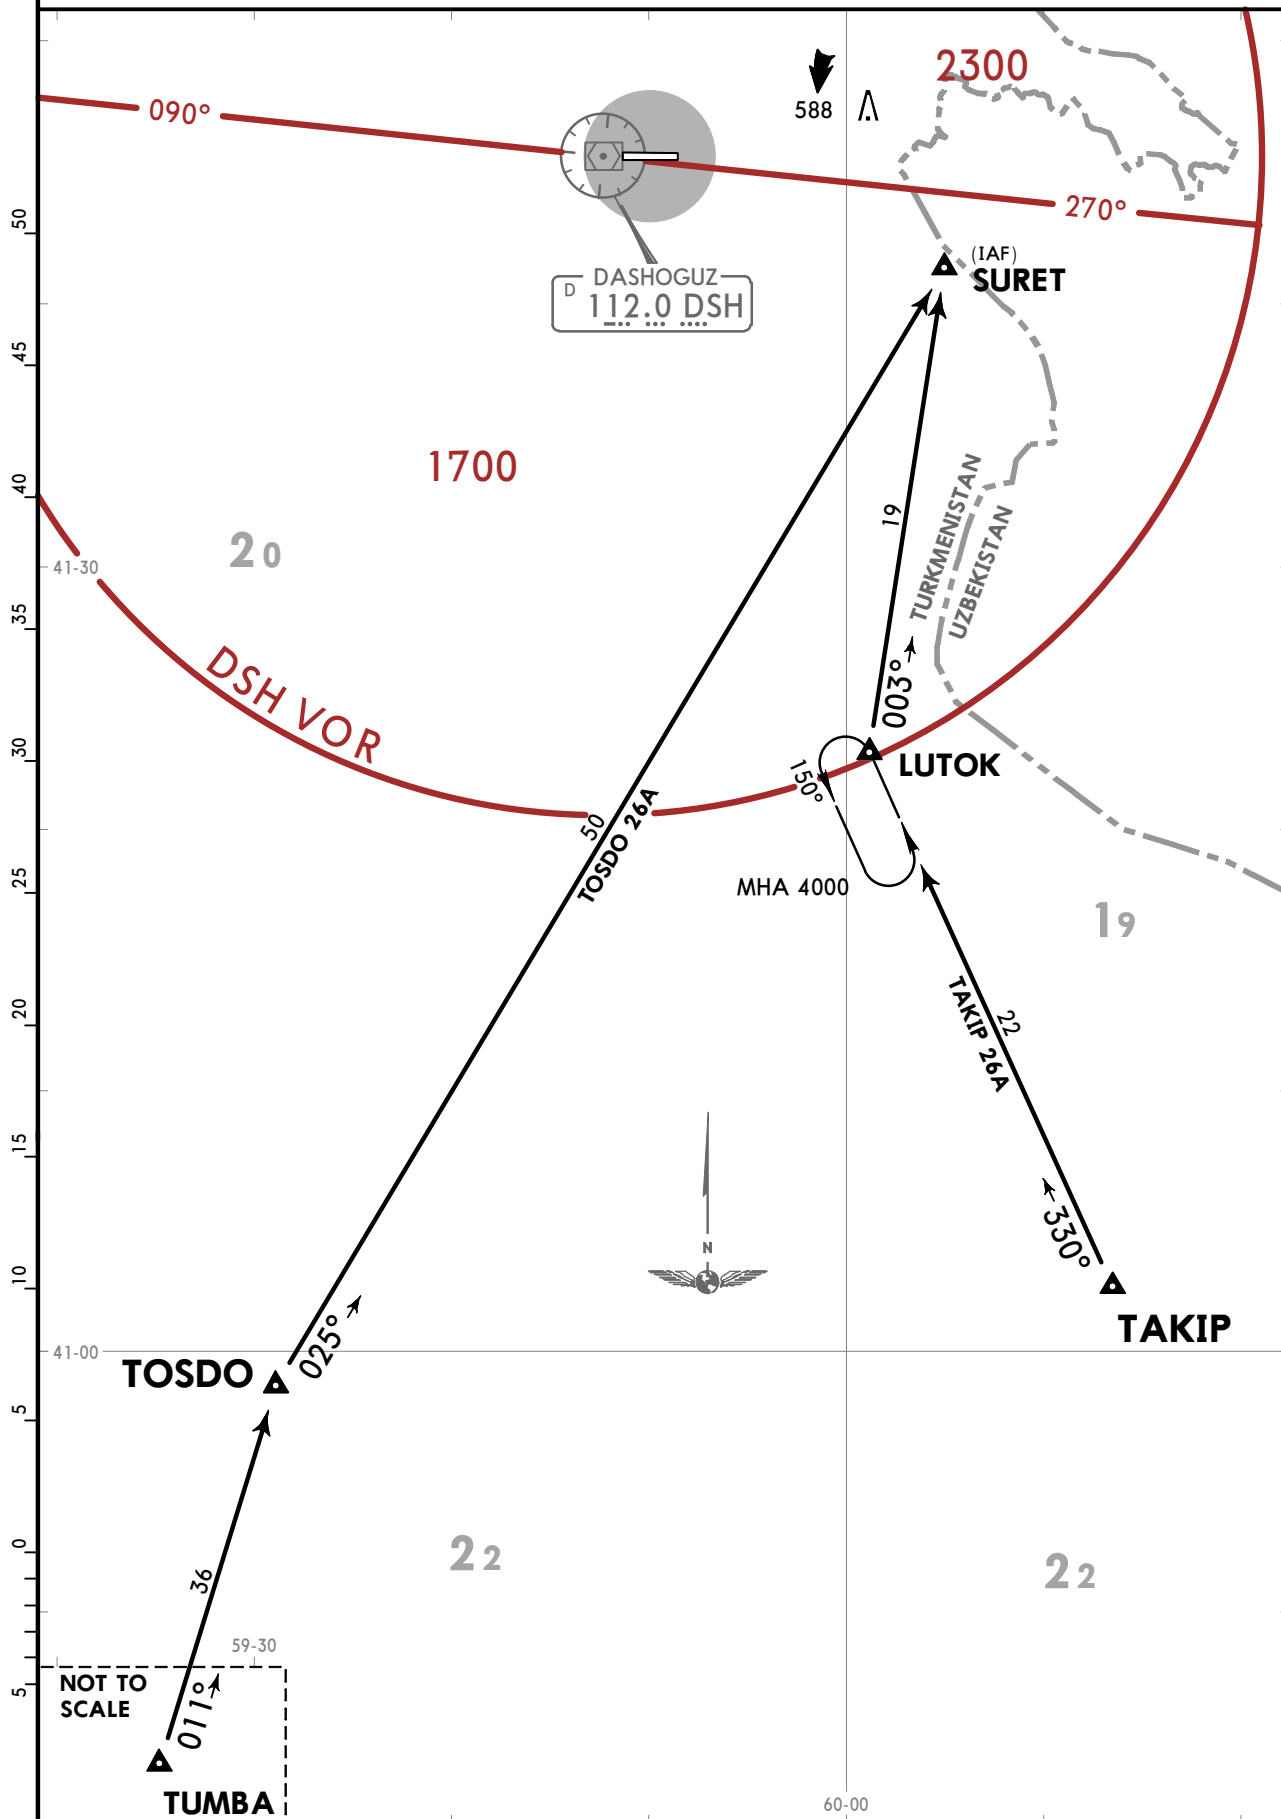 2300
588
090°
270°
50
(IAF)
SURET
DASHOGUZ
D 112.0 DSH
45
1700
TURKMENISTAN
40
19
UZBEKISTAN
20
41-30
35
DSH VOR
003°
30
LUTOK
150°
50
TOSDO 26A
MHA 4000
25
19
22
TAKIP 26A
20
15
330°
N
10
TAKIP
025°
41-00
TOSDO
5
0
22
22
36
59-30
NOT TO
SCALE
5
011°
TUMBA
60-00